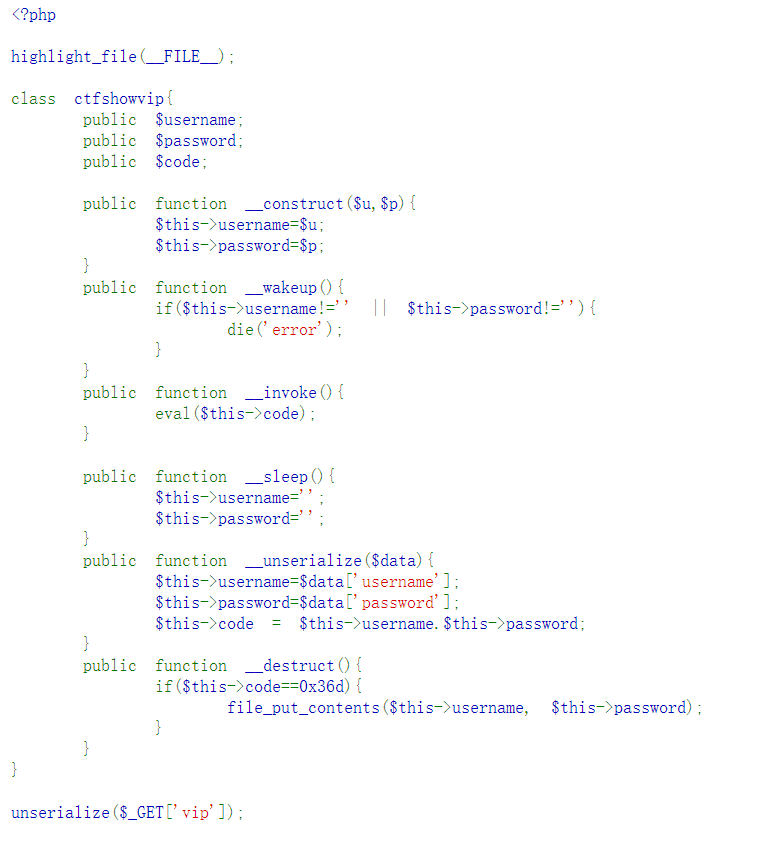 <?php
highlight_file(__FILE__);
class ctfshowvip{
public $username;
public $password;
public $code;
public function __construct($u,$p){
$this->username=$u;
$this->password=$p;
}
public function __wakeup(){
if($this->username!='' || $this->password!=''){
die('error');
}
}
public function __invoke(){
eval($this->code);
}
public function __sleep(){
$this->username='';
$this->password='';
}
public function __unserialize($data){
$this->username=$data['username'];
$this->password=$data['password'];
$this->code = $this->username.$this->password;
}
public function __destruct(){
if($this->code==0x36d){
file_put_contents($this->username, $this->password);
}
}
}
unserialize($_GET['vip']);